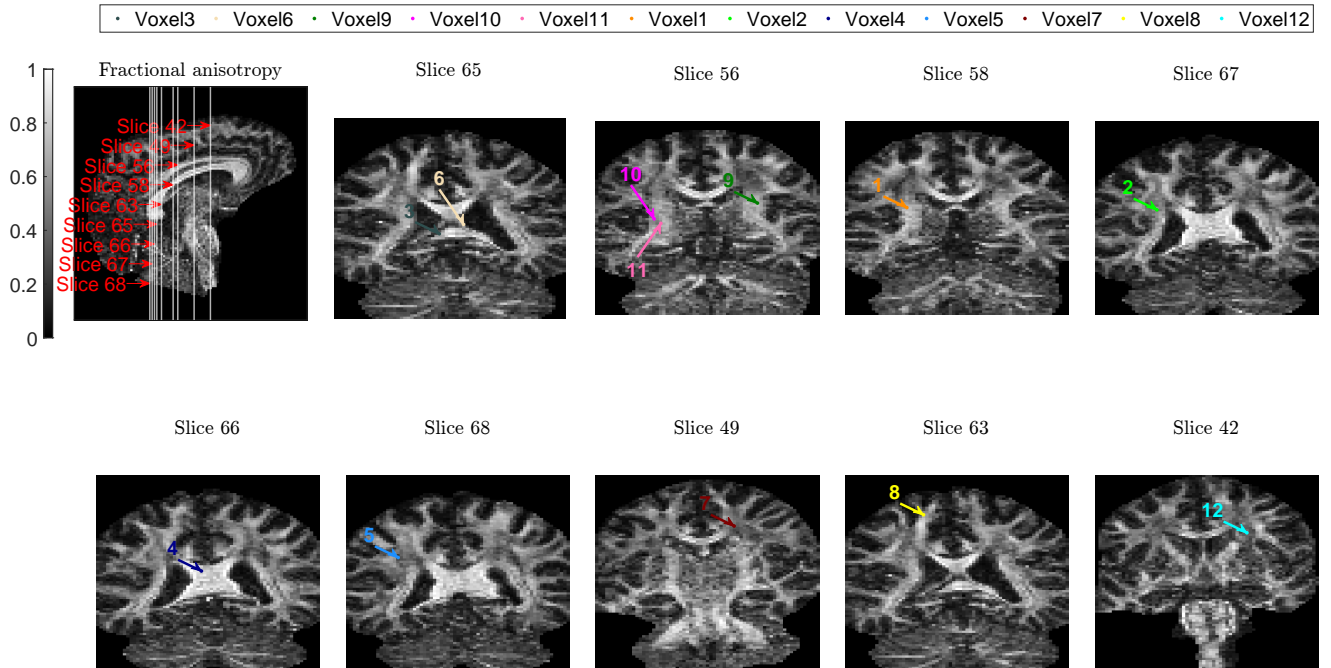 Voxel3 Voxel6 Voxel9 Voxel10 Voxel11 Voxel1 Voxel2 Voxel4 Voxel5 Voxel7 Voxel8 Voxel12
Fractional anisotropy
Slice 65
Slice 56
Slice 58
Slice 67
1
0.8
0.6
0.4
0.2
0
Slice 42
Slice 49
Slice 56
Slice 58
Slice 63
Slice 65
Slice 66
Slice 67
Slice 68
3
6
10
9
11
1
2
Slice 66
Slice 68
Slice 49
Slice 63
Slice 42
4
5
7
8
12